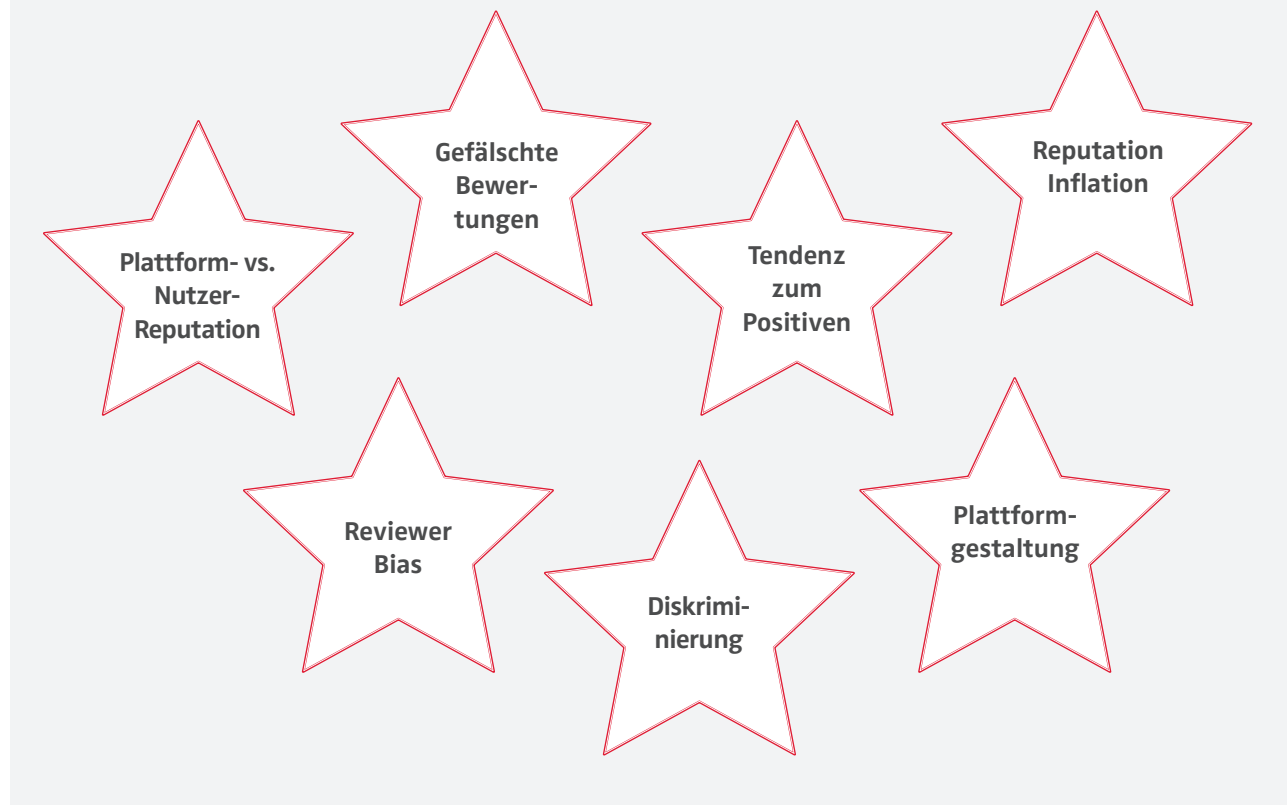 Gefälschte
Bewer-
tungen
Reputation
Inflation
Plattform- vs.
Nutzer-
Reputation
Tendenz
zum
Positiven
Reviewer
Bias
Diskrimi-
nierung
Plattform-
gestaltung